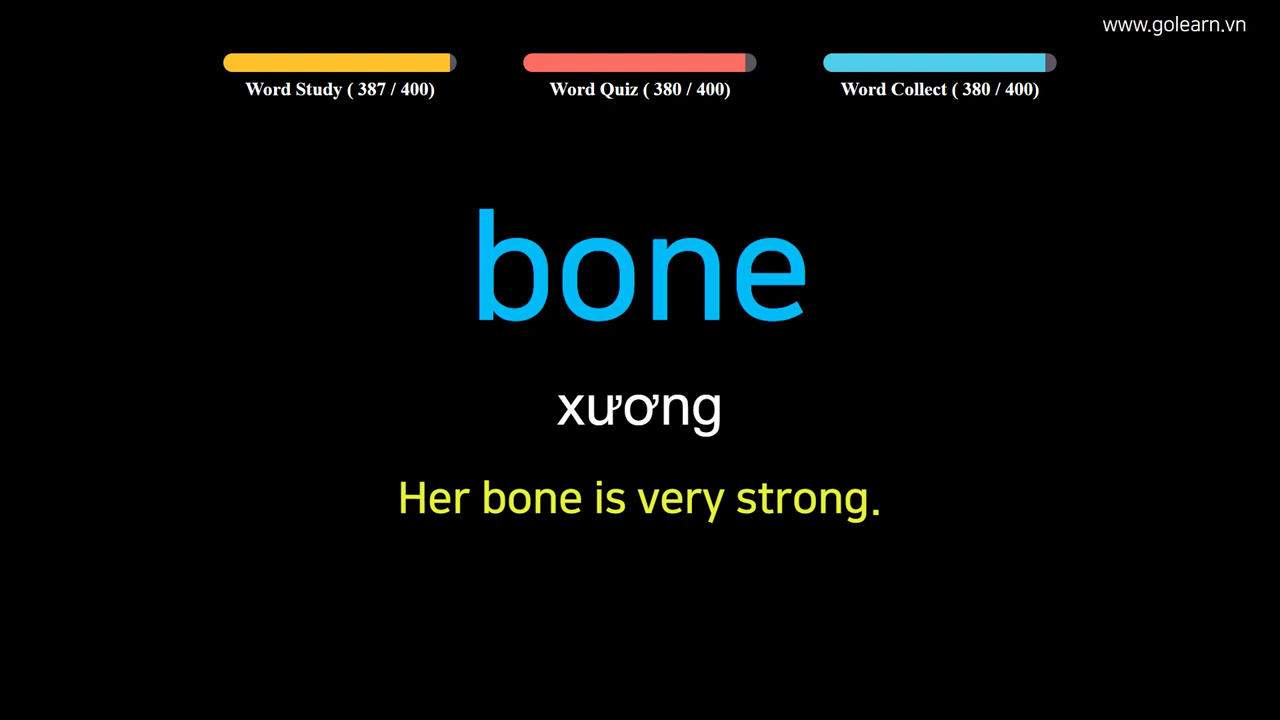 www.golearn.vn
Word Study ( 387 / 400)
Word Quiz ( 380 / 400)
Word Collect ( 380 / 400)
bone
xương
Her bone is very strong.